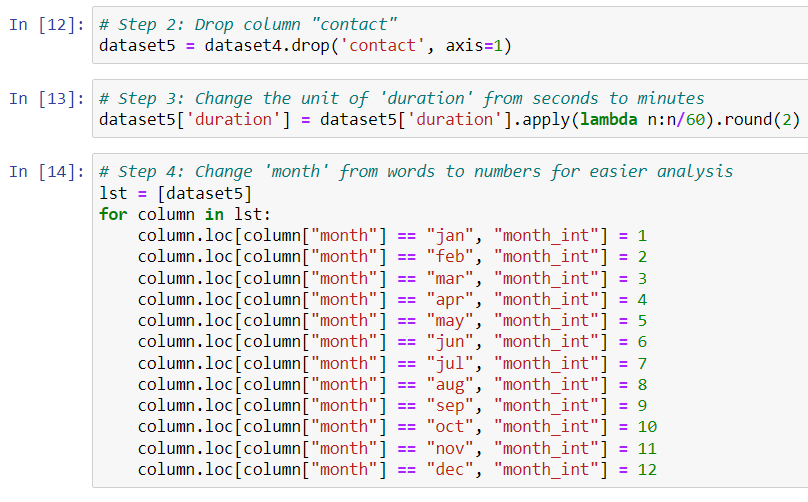 In [12]: # Step 2: Drop column "contact"
dataset5 = dataset4.drop('contact', axis=1)
In [13]: # Step 3: Change the unit of 'duration' from seconds to minutes
dataset5['duration'] = dataset5['duration'].apply(lambda n:n/60).round(2)
In [14]: # Step 4: Change 'month' from words to numbers for easier analysis
lst = [dataset5]
for column in lst:
    column.loc[column["month"] == "jan", "month_int"] = 1
    column.loc[column["month"] == "feb", "month_int"] = 2
    column.loc[column["month"] == "mar", "month_int"] = 3
    column.loc[column["month"] == "apr", "month_int"] = 4
    column.loc[column["month"] == "may", "month_int"] = 5
    column.loc[column["month"] == "jun", "month_int"] = 6
    column.loc[column["month"] == "jul", "month_int"] = 7
    column.loc[column["month"] == "aug", "month_int"] = 8
    column.loc[column["month"] == "sep", "month_int"] = 9
    column.loc[column["month"] == "oct", "month_int"] = 10
    column.loc[column["month"] == "nov", "month_int"] = 11
    column.loc[column["month"] == "dec", "month_int"] = 12